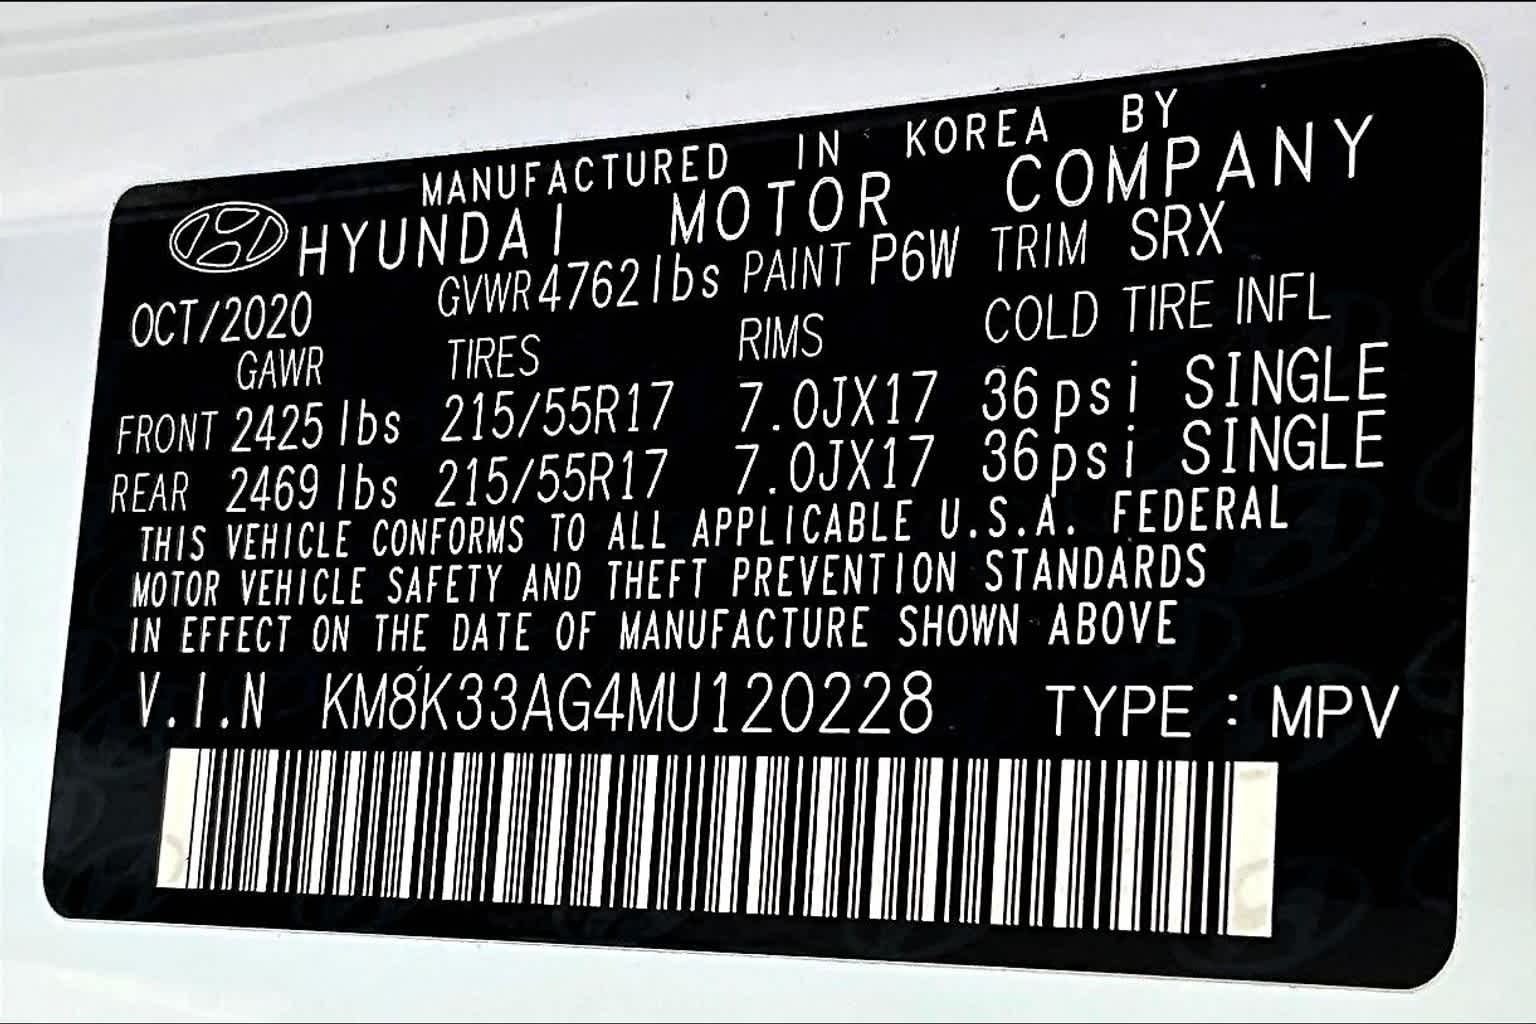 MANUFACTURED IN KOREA BY
HYUNDAI MOTOR COMPANY
OCT/2020 GVWR 4762 lbs PAINT P6W TRIM SRX
GAWR TIRES RIMS COLD TIRE INFL
FRONT 2425 lbs 215/55R17 7.0JX17 36psi SINGLE
REAR 2469 lbs 215/55R17 7.0JX17 36psi SINGLE
THIS VEHICLE CONFORMS TO ALL APPLICABLE U.S.A. FEDERAL
MOTOR VEHICLE SAFETY AND THEFT PREVENTION STANDARDS
IN EFFECT ON THE DATE OF MANUFACTURE SHOWN ABOVE
V.I.N KM8K33AG4MU120228 TYPE : MPV